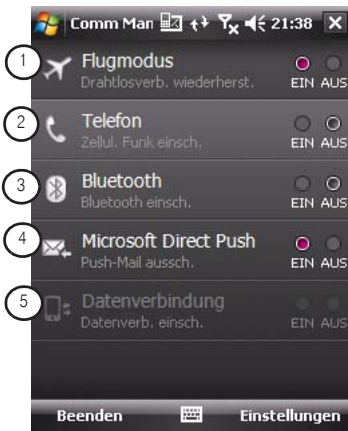 Comm Man 21:38
1 Flugmodus
Drahtlosverb. wiederherst. EIN AUS
2 Telefon
Zellul. Funk einsch. EIN AUS
3 Bluetooth
Bluetooth einsch. EIN AUS
4 Microsoft Direct Push
Push-Mail aussch. EIN AUS
5 Datenverbindung
Datenverb. einsch. EIN AUS
Beenden Einstellungen